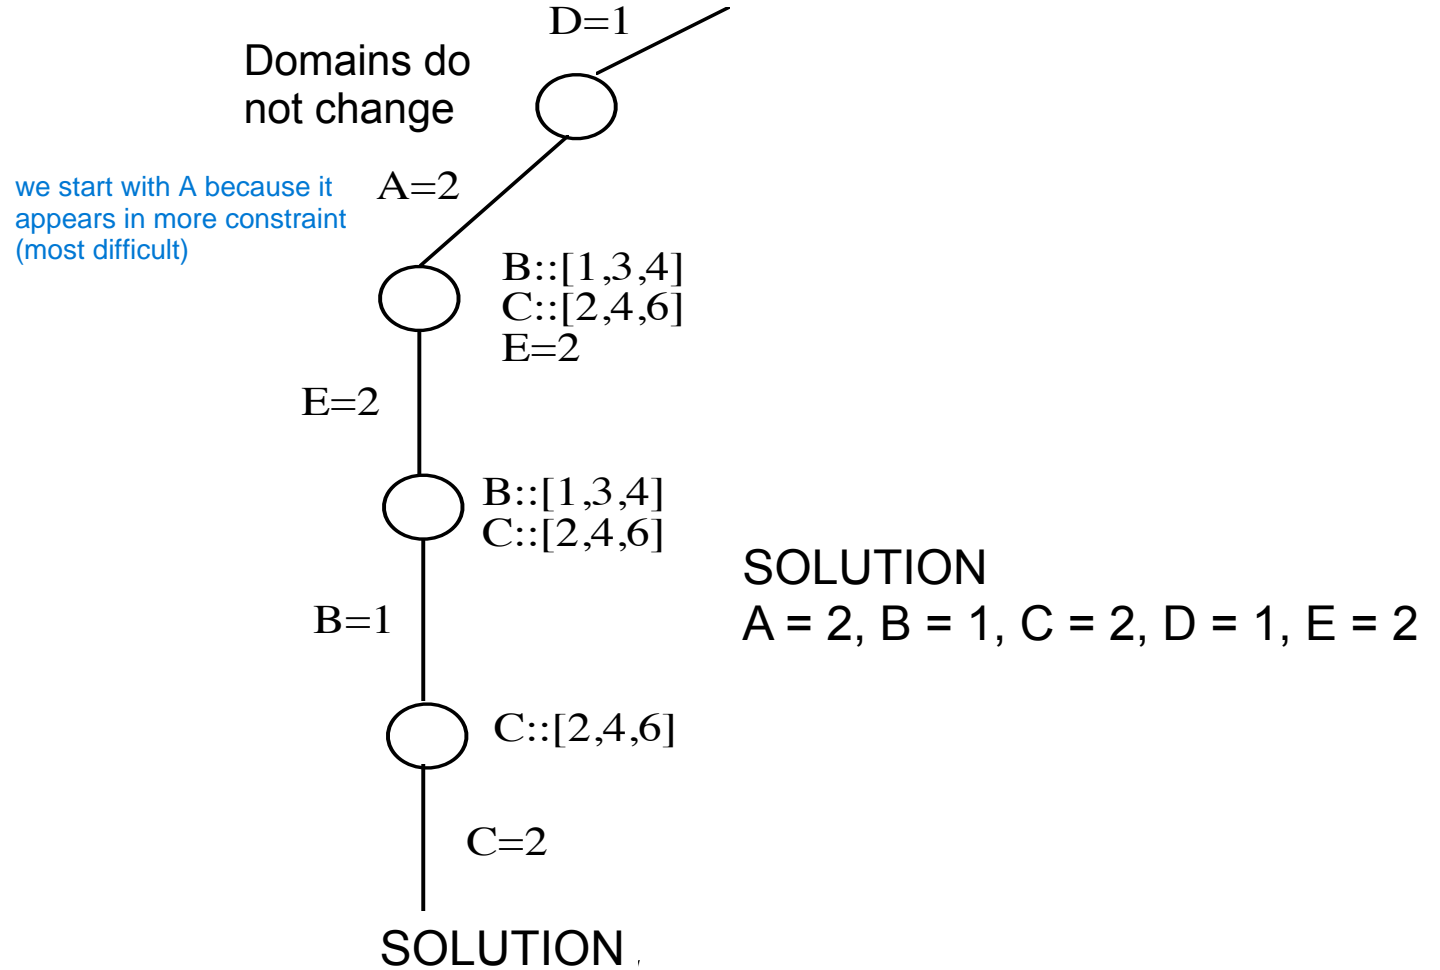 D=1
Domains do
not change
we start with A because it
appears in more constraint
(most difficult)
A=2
B::[1,3,4]
C::[2,4,6]
E=2
E=2
B::[1,3,4]
C::[2,4,6]
SOLUTION
A = 2, B = 1, C = 2, D = 1, E = 2
B=1
C::[2,4,6]
C=2
SOLUTION